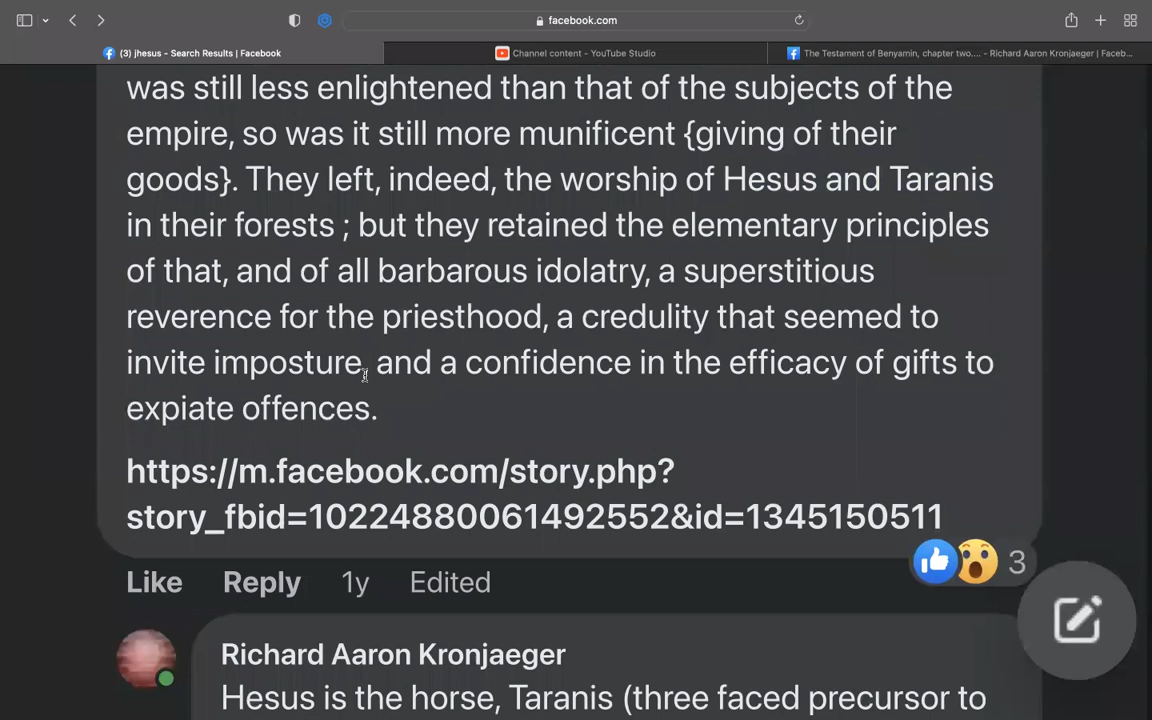 facebook.com
(3) jhesus - Search Results | Facebook
Channel content - YouTube Studio
The Testament of Benyamin, chapter two.... - Richard Aaron Kronjaeger | Faceb...
was still less enlightened than that of the subjects of the
empire, so was it still more munificent {giving of their
goods}. They left, indeed, the worship of Hesus and Taranis
in their forests ; but they retained the elementary principles
of that, and of all barbarous idolatry, a superstitious
reverence for the priesthood, a credulity that seemed to
invite imposture, and a confidence in the efficacy of gifts to
expiate offences.
https://m.facebook.com/story.php?
story_fbid=10224880061492552&id=1345150511
3
Like Reply 1y Edited
Richard Aaron Kronjaeger
Hesus is the horse, Taranis (three faced precursor to